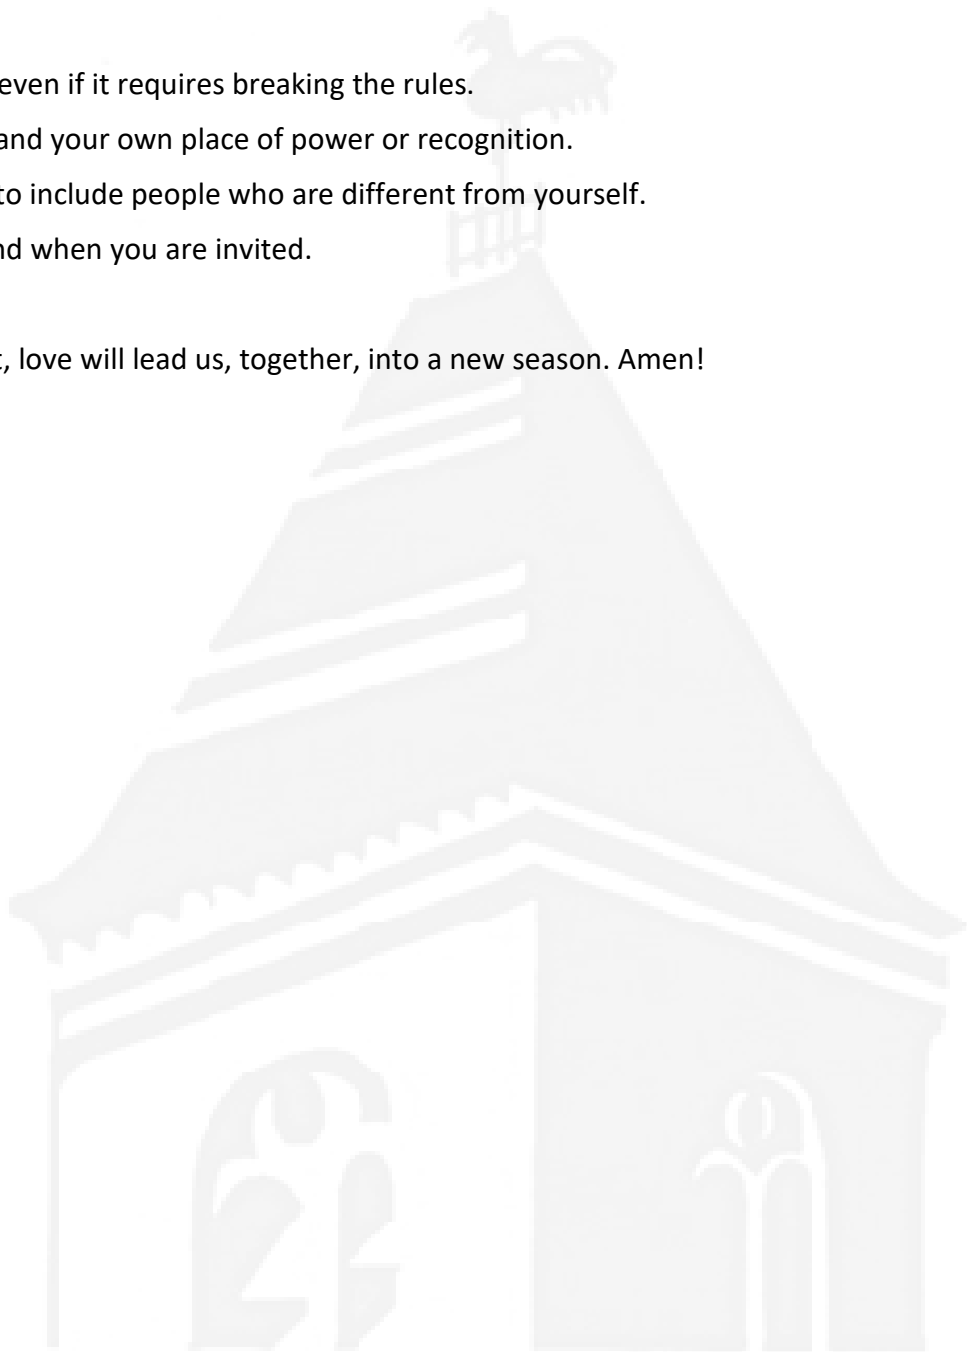 even if it requires breaking the rules.
and your own place of power or recognition.
to include people who are different from yourself.
when you are invited.
love will lead us, together, into a new season. Amen!